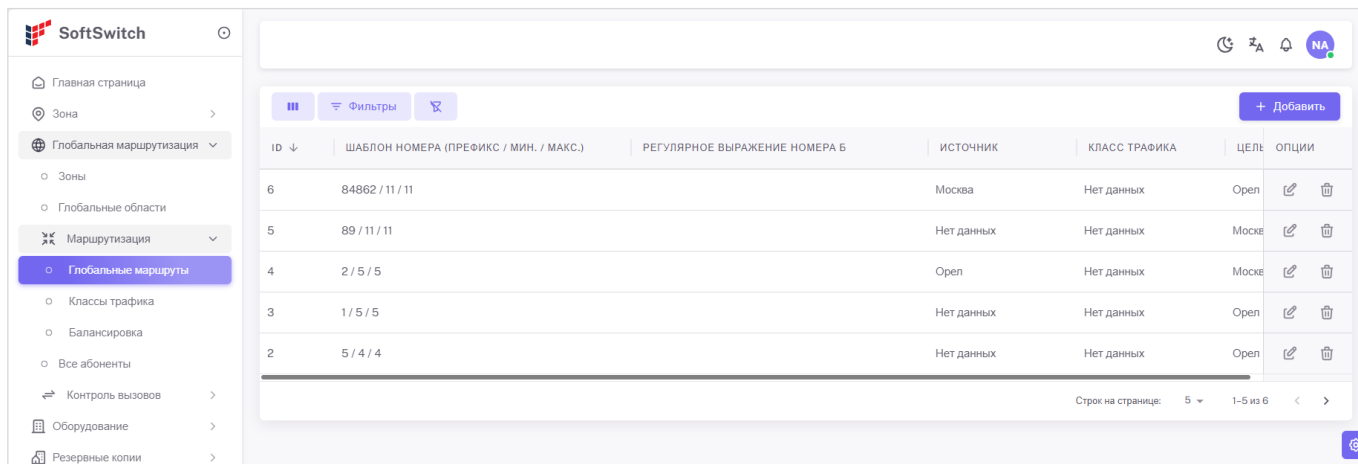 SoftSwitch
NA
Главная страница
Зона
Глобальная маршрутизация
Зоны
Глобальные области
Маршрутизация
Глобальные маршруты
Классы трафика
Балансировка
Все абоненты
Контроль вызовов
Оборудование
Резервные копии
Фильтры
+ Добавить
ID ШАБЛОН НОМЕРА (ПРЕФИКС / МИН. / МАКС.) РЕГУЛЯРНОЕ ВЫРАЖЕНИЕ НОМЕРА Б ИСТОЧНИК КЛАСС ТРАФИКА ЦЕЛЬ ОПЦИИ
6 84862 / 11 / 11 Москва Нет данных Орел
5 89 / 11 / 11 Нет данных Нет данных Москв
4 2 / 5 / 5 Орел Нет данных Москв
3 1 / 5 / 5 Нет данных Нет данных Орел
2 5 / 4 / 4 Нет данных Нет данных Орел
Строк на странице: 5 1–5 из 6